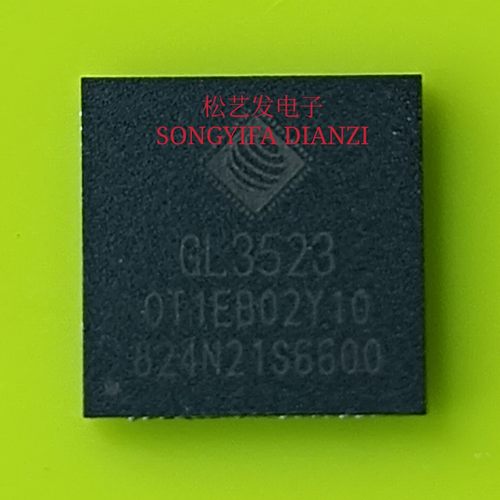 松艺发电子
SONGYIFA DIANZI
GL3523
OT1EB02Y10
824N21S6600